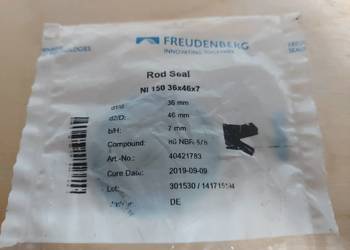 FREUDENBERG
INNOVATING TOGETHER
Rod Seal
NI 150 36x46x7
36 mm
d2/D: 46 mm
b/H: 7 mm
Compound:
Art.-No.: 40421783
Cure Date: 2019-09-09
Lot:
DE